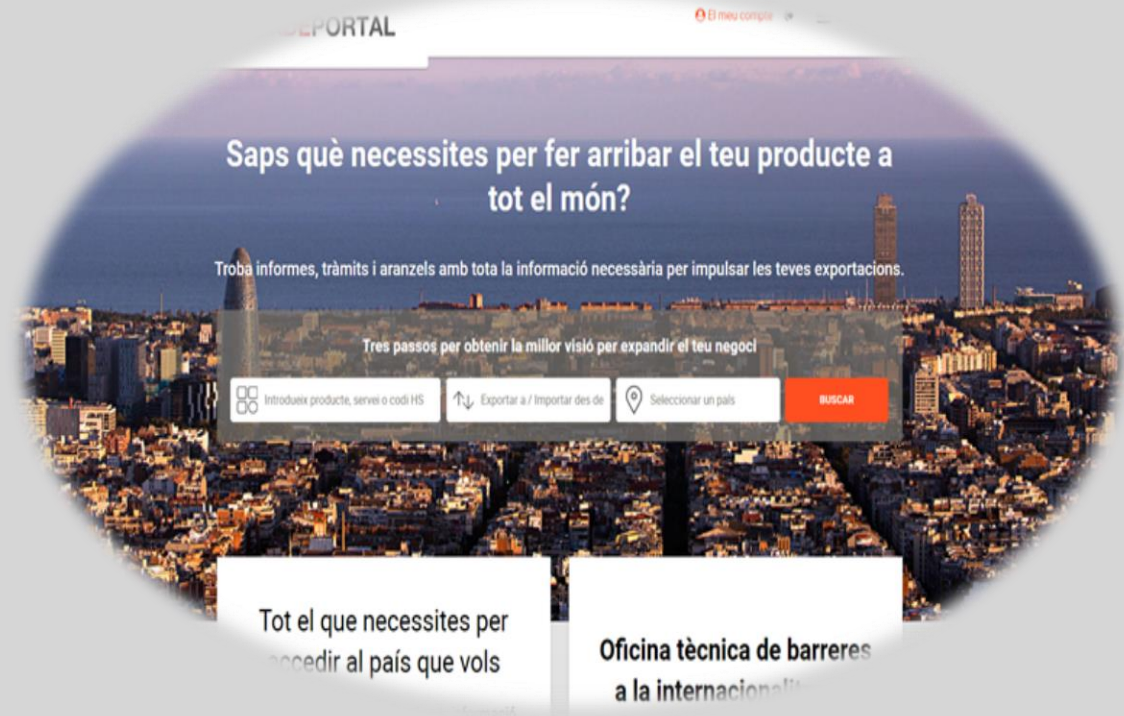 PORTAL
El meu compte
Saps què necessites per fer arribar el teu producte a
tot el món?
Troba informes, tràmits i aranzels amb tota la informació necessària per impulsar les teves exportacions.
Tres passos per obtenir la millor visió per expandir el teu negoci
Introdueix producte, servei o codi HS
Exportar a / Importar des de
Seleccionar un país
BUSCAR
Tot el que necessites per
accedir al país que vols
Oficina tècnica de barreres
a la